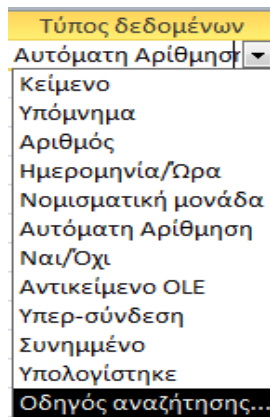 Τύπος δεδομένων
Αυτόματη Αρίθμησr
Κείμενο
Υπόμνημα
Αριθμός
Ημερομηνία/Ώρα
Νομισματική μονάδα
Αυτόματη Αρίθμηση
Ναι/Όχι
Αντικείμενο OLE
Υπερ-σύνδεση
Συνημμένο
Υπολογίστηκε
Οδηγός αναζήτησης...